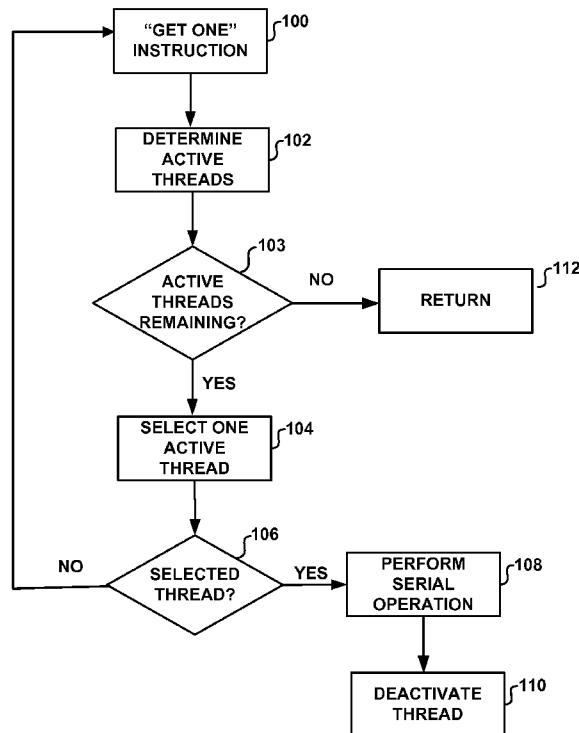 "GET ONE"
INSTRUCTION
100
DETERMINE
ACTIVE
THREADS
102
103
ACTIVE
THREADS
REMAINING?
NO
RETURN
112
YES
SELECT ONE
ACTIVE
THREAD
104
106
NO
SELECTED
THREAD?
YES
PERFORM
SERIAL
OPERATION
108
DEACTIVATE
THREAD
110